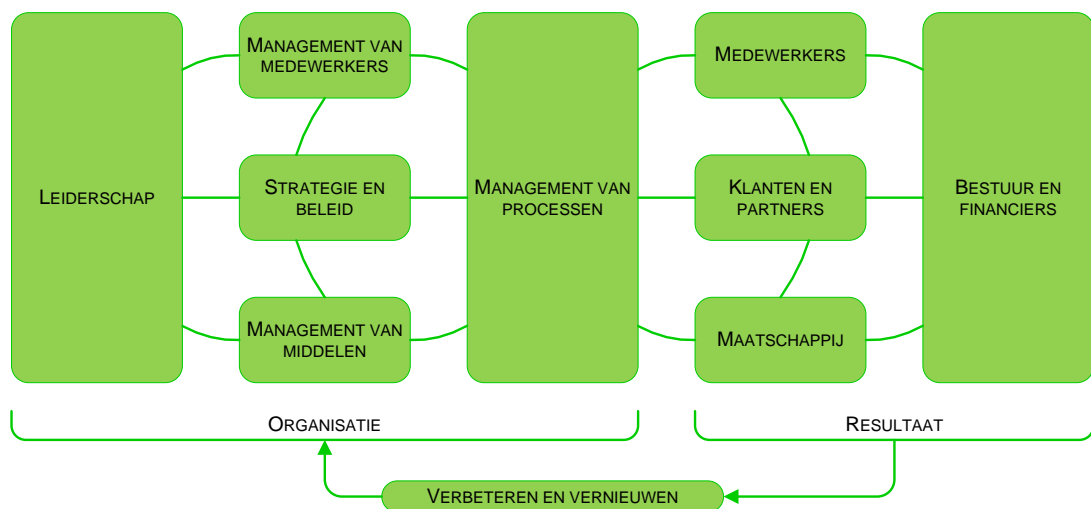 LEIDERSCHAP
MANAGEMENT VAN
MEDEWERKERS
STRATEGIE EN
BELEID
MANAGEMENT VAN
MIDDELEN
MANAGEMENT VAN
PROCESSEN
MEDEWERKERS
KLANTEN EN
PARTNERS
MAATSCHAPPIJ
BESTUUR EN
FINANCIERS
ORGANISATIE
RESULTAAT
VERBETEREN EN VERNIEUWEN